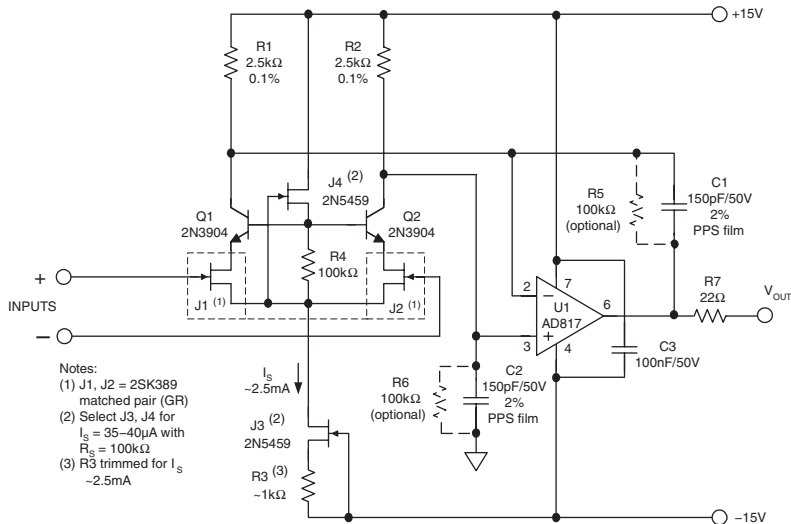 +15V
R1
2.5kΩ
0.1%
R2
2.5kΩ
0.1%
J4 (2)
2N5459
Q1
2N3904
Q2
2N3904
R4
100kΩ
R5
100kΩ
(optional)
C1
150pF/50V
2%
PPS film
+
INPUTS
−
J1 (1)
J2 (1)
2
−
7
U1
AD817
6
3
+
4
R7
22Ω
VOUT
C3
100nF/50V
Notes:
(1) J1, J2 = 2SK389
matched pair (GR)
(2) Select J3, J4 for
IS = 35–40μA with
RS = 100kΩ
(3) R3 trimmed for IS
~2.5mA
IS
~2.5mA
J3 (2)
2N5459
R3 (3)
~1kΩ
R6
100kΩ
(optional)
C2
150pF/50V
2%
PPS film
−15V